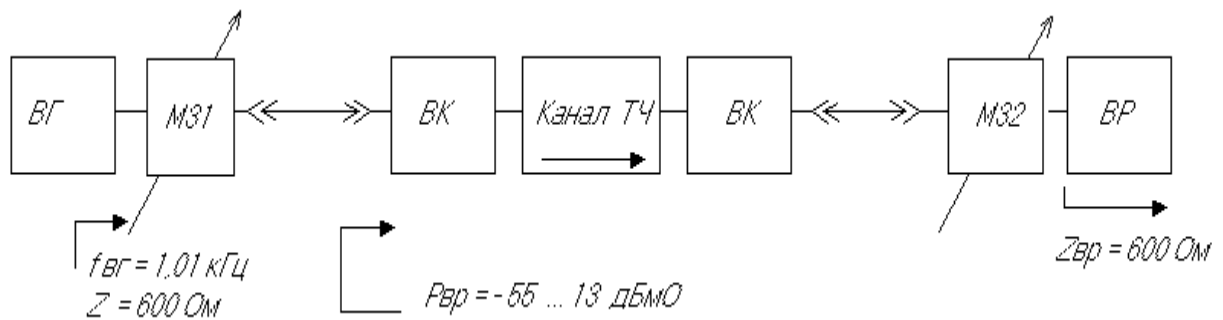 ВГ
МЗ1
ВК
Канал ТЧ
ВК
МЗ2
ВР
fвг = 1,01 кГц
Z = 600 Ом
Рвр = - 55 ... 13 дБмО
Zвр = 600 Ом